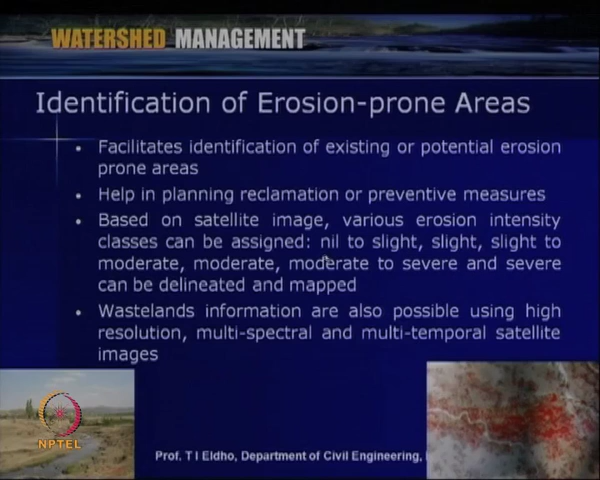 WATERSHED MANAGEMENT
Identification of Erosion-prone Areas
• Facilitates identification of existing or potential erosion
prone areas
• Help in planning reclamation or preventive measures
• Based on satellite image, various erosion intensity
classes can be assigned: nil to slight, slight, slight to
moderate, moderate, moderate to severe and severe
can be delineated and mapped
• Wastelands information are also possible using high
resolution, multi-spectral and multi-temporal satellite
images
NPTEL
Prof. T I Eldho, Department of Civil Engineering,